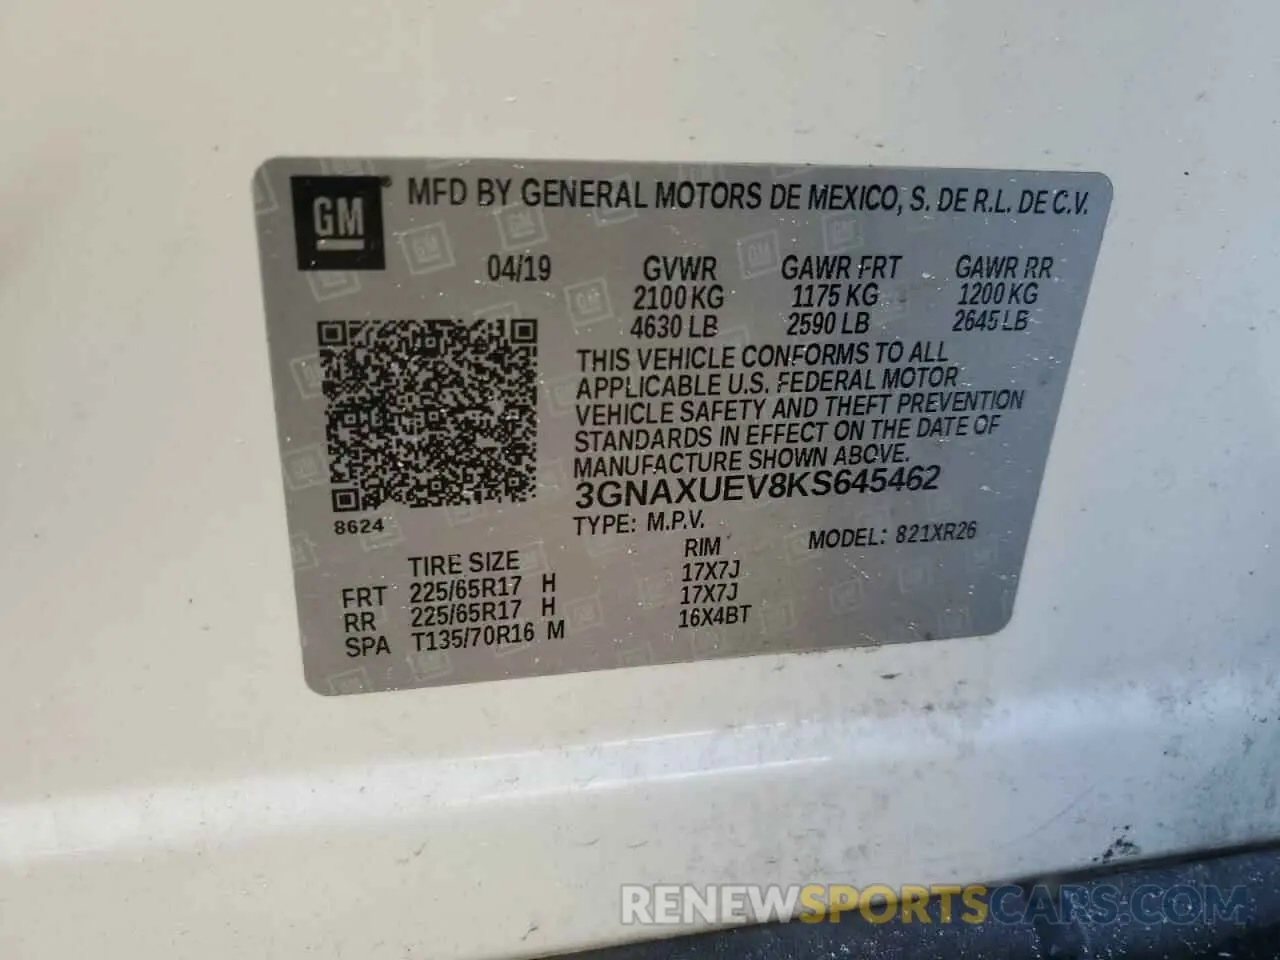 GM® MFD BY GENERAL MOTORS DE MEXICO, S. DE R.L. DE C.V.
04/19 GVWR GAWR FRT GAWR RR
2100 KG 1175 KG 1200 KG
4630 LB 2590 LB 2645 LB
THIS VEHICLE CONFORMS TO ALL
APPLICABLE U.S. FEDERAL MOTOR
VEHICLE SAFETY AND THEFT PREVENTION
STANDARDS IN EFFECT ON THE DATE OF
MANUFACTURE SHOWN ABOVE.
3GNAXUEV8KS645462
8624 TYPE: M.P.V. MODEL: 821XR26
TIRE SIZE RIM
FRT 225/65R17 H 17X7J
RR 225/65R17 H 17X7J
SPA T135/70R16 M 16X4BT
RENEWSPORTSCARS.COM